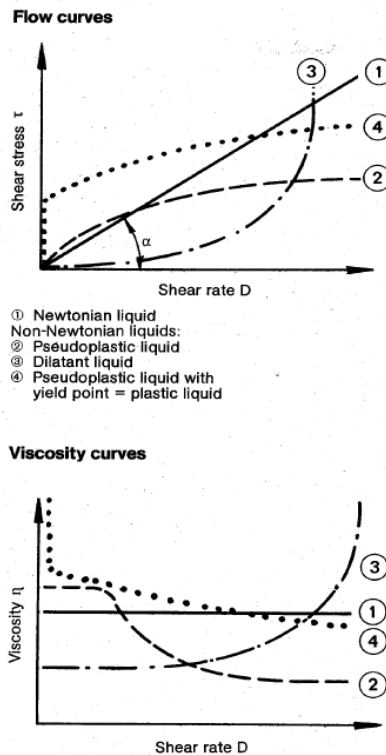 Flow curves
Shear stress τ
③
①
④
②
α
Shear rate D
① Newtonian liquid
Non-Newtonian liquids:
② Pseudoplastic liquid
③ Dilatant liquid
④ Pseudoplastic liquid with
yield point = plastic liquid
Viscosity curves
Viscosity η
③
①
④
②
Shear rate D